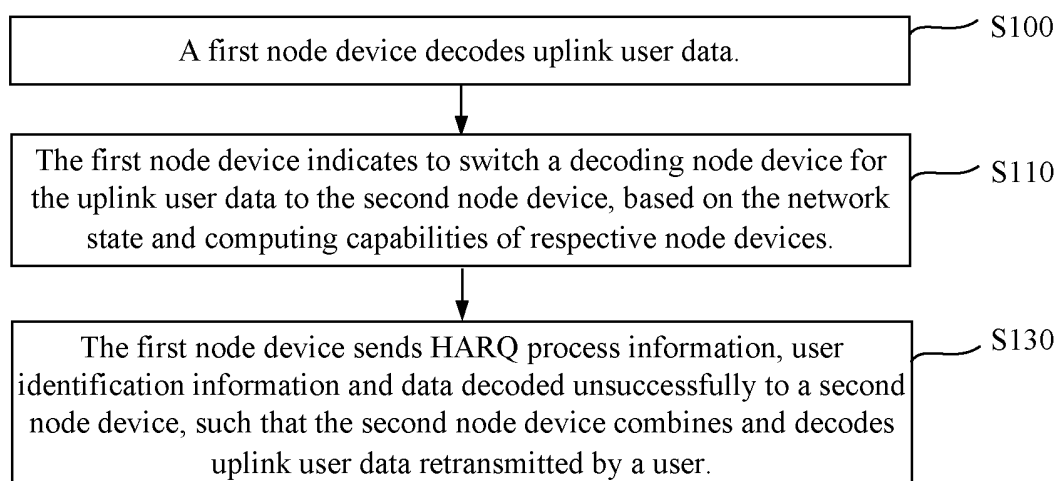 A first node device decodes uplink user data.
S100
The first node device indicates to switch a decoding node device for
the uplink user data to the second node device, based on the network
state and computing capabilities of respective node devices.
S110
The first node device sends HARQ process information, user
identification information and data decoded unsuccessfully to a second
node device, such that the second node device combines and decodes
uplink user data retransmitted by a user.
S130